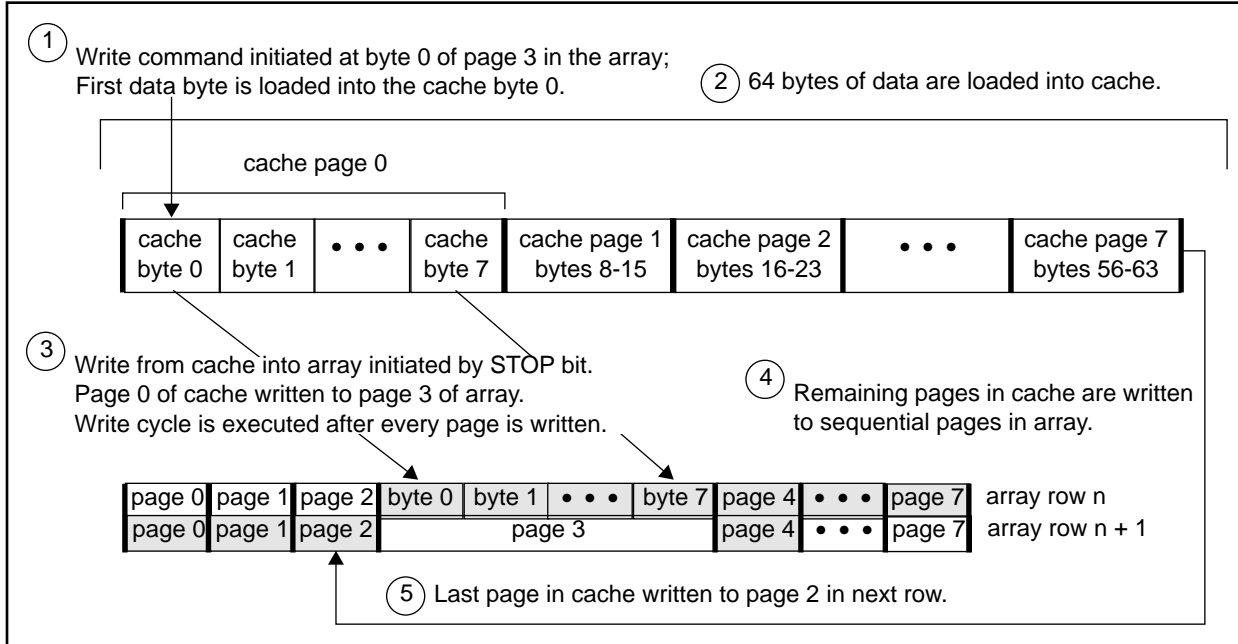 1
Write command initiated at byte 0 of page 3 in the array;
First data byte is loaded into the cache byte 0.
2 64 bytes of data are loaded into cache.
cache page 0
cache byte 0
cache byte 1
• • •
cache byte 7
cache page 1 bytes 8-15
cache page 2 bytes 16-23
• • •
cache page 7 bytes 56-63
3
Write from cache into array initiated by STOP bit.
Page 0 of cache written to page 3 of array.
Write cycle is executed after every page is written.
4
Remaining pages in cache are written
to sequential pages in array.
page 0 page 1 page 2 byte 0 byte 1 • • • byte 7 page 4 • • • page 7 array row n
page 0 page 1 page 2 page 3 page 4 • • • page 7 array row n + 1
5 Last page in cache written to page 2 in next row.